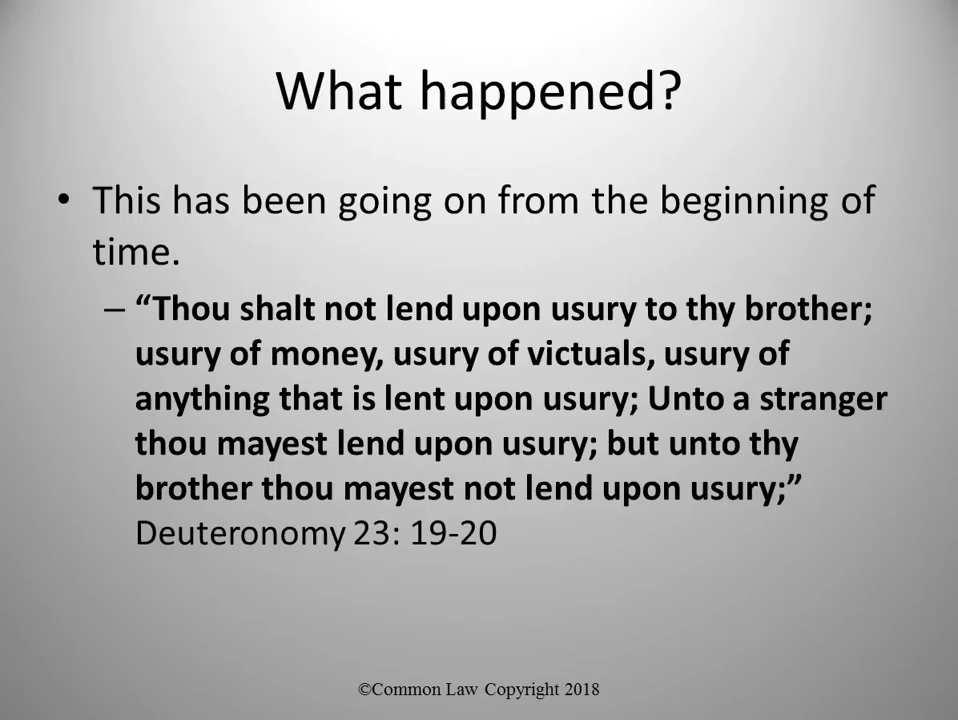 What happened?
• This has been going on from the beginning of
time.
– “Thou shalt not lend upon usury to thy brother;
usury of money, usury of victuals, usury of
anything that is lent upon usury; Unto a stranger
thou mayest lend upon usury; but unto thy
brother thou mayest not lend upon usury;”
Deuteronomy 23: 19-20
©Common Law Copyright 2018